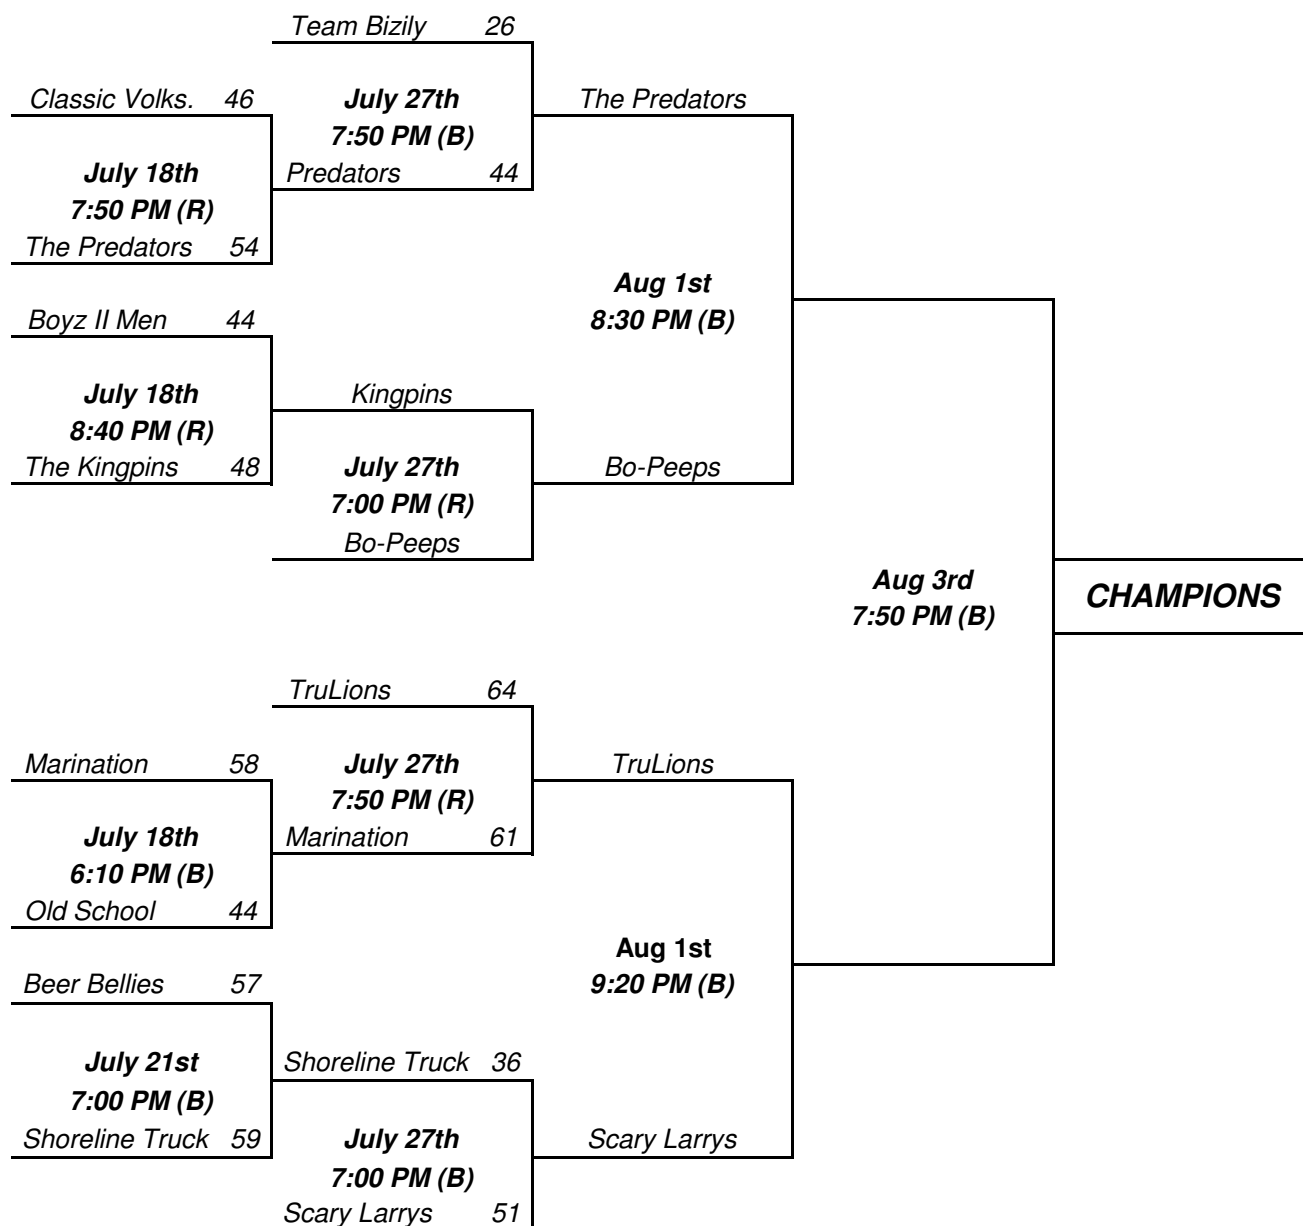 Team Bizily 26
Classic Volks. 46
July 27th
The Predators
7:50 PM (B)
July 18th
Predators 44
7:50 PM (R)
The Predators 54
Aug 1st
Boyz II Men 44
8:30 PM (B)
July 18th
Kingpins
8:40 PM (R)
The Kingpins 48
July 27th
Bo-Peeps
7:00 PM (R)
Bo-Peeps
Aug 3rd
CHAMPIONS
7:50 PM (B)
TruLions 64
Marination 58
July 27th
TruLions
7:50 PM (R)
July 18th
Marination 61
6:10 PM (B)
Old School 44
Aug 1st
Beer Bellies 57
9:20 PM (B)
July 21st
Shoreline Truck 36
7:00 PM (B)
Shoreline Truck 59
July 27th
Scary Larrys
7:00 PM (B)
Scary Larrys 51